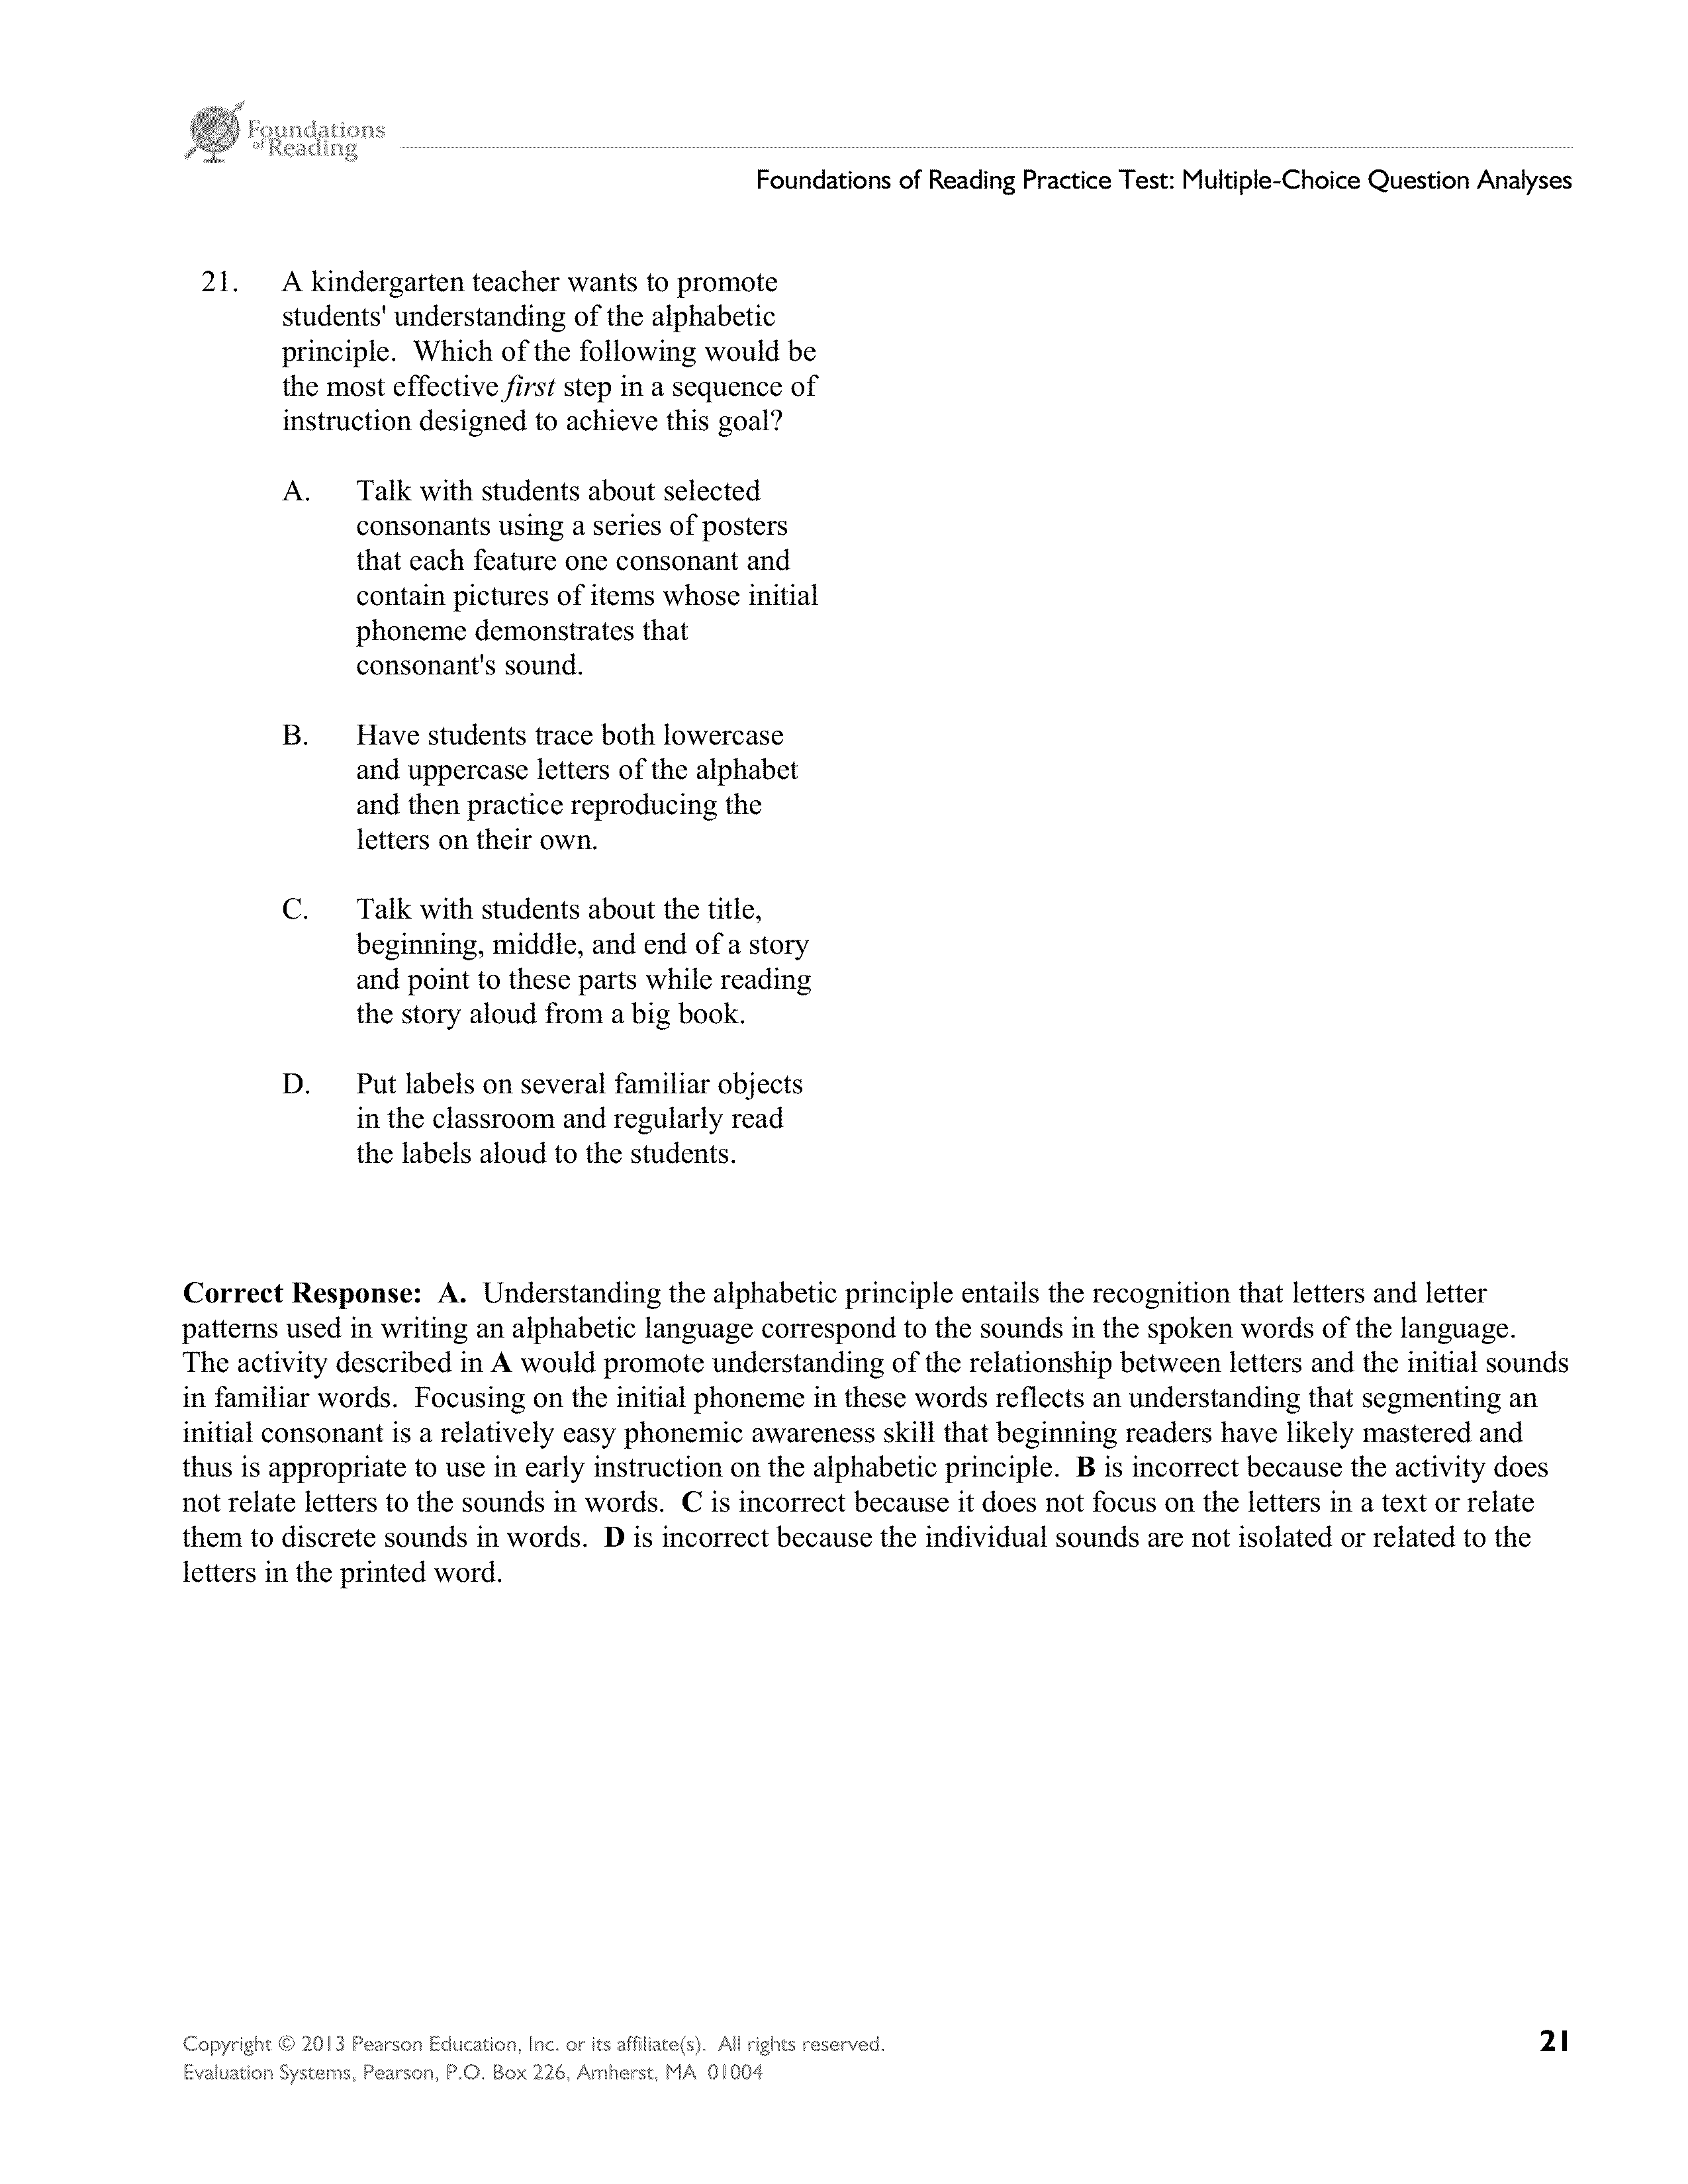 Foundations
of Reading
Foundations of Reading Practice Test: Multiple-Choice Question Analyses
21. A kindergarten teacher wants to promote
students' understanding of the alphabetic
principle. Which of the following would be
the most effective first step in a sequence of
instruction designed to achieve this goal?
A. Talk with students about selected
consonants using a series of posters
that each feature one consonant and
contain pictures of items whose initial
phoneme demonstrates that
consonant's sound.
B. Have students trace both lowercase
and uppercase letters of the alphabet
and then practice reproducing the
letters on their own.
C. Talk with students about the title,
beginning, middle, and end of a story
and point to these parts while reading
the story aloud from a big book.
D. Put labels on several familiar objects
in the classroom and regularly read
the labels aloud to the students.
Correct Response: A. Understanding the alphabetic principle entails the recognition that letters and letter
patterns used in writing an alphabetic language correspond to the sounds in the spoken words of the language.
The activity described in A would promote understanding of the relationship between letters and the initial sounds
in familiar words. Focusing on the initial phoneme in these words reflects an understanding that segmenting an
initial consonant is a relatively easy phonemic awareness skill that beginning readers have likely mastered and
thus is appropriate to use in early instruction on the alphabetic principle. B is incorrect because the activity does
not relate letters to the sounds in words. C is incorrect because it does not focus on the letters in a text or relate
them to discrete sounds in words. D is incorrect because the individual sounds are not isolated or related to the
letters in the printed word.
Copyright © 2013 Pearson Education, Inc. or its affiliate(s). All rights reserved.
Evaluation Systems, Pearson, P.O. Box 226, Amherst, MA 01004
21